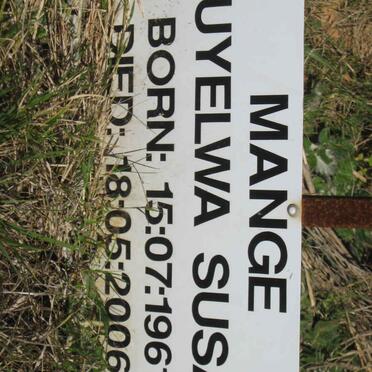 MANGE
UYELWA SUSA
BORN: 15:07:196
DIED: 18:05:2006